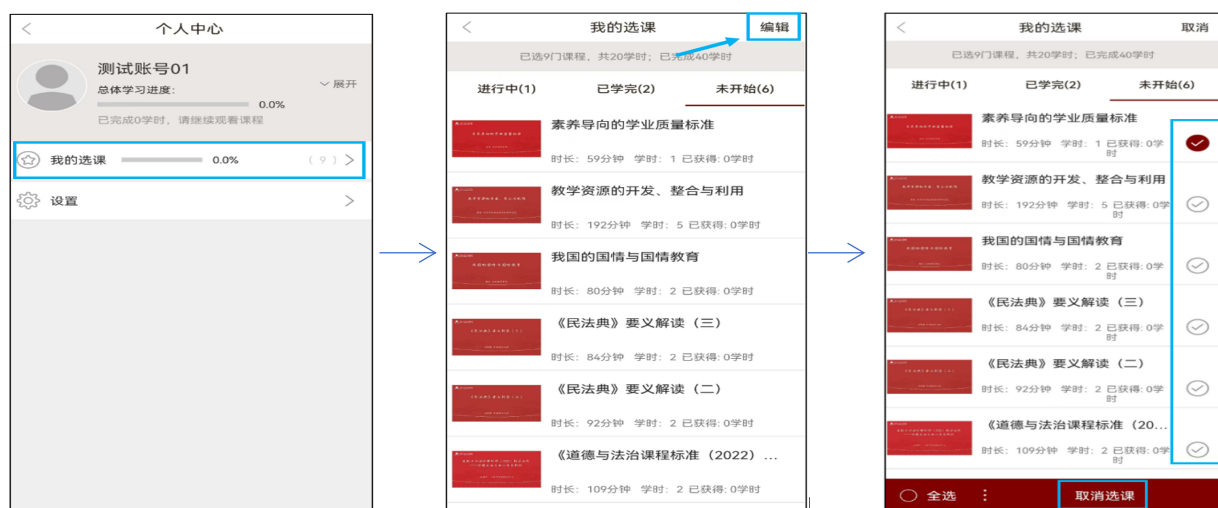 个人中心
测试账号01
总体学习进度：
0.0%
展开
已完成0学时，请继续观看课程
我的选课
0.0%
（9）
设置
我的选课
编辑
已选9门课程，共20学时；已完成40学时
进行中(1)
已学完(2)
未开始(6)
素养导向的学业质量标准
时长：59分钟 学时：1 已获得:0学时
教学资源的开发、整合与利用
时长：192分钟 学时：5 已获得:0学时
我国的国情与国情教育
时长：80分钟 学时：2 已获得:0学时
《民法典》要义解读（三）
时长：84分钟 学时：2 已获得:0学时
《民法典》要义解读（二）
时长：92分钟 学时：2 已获得:0学时
《道德与法治课程标准（2022）...
时长：109分钟 学时：2 已获得:0学时
我的选课
取消
已选9门课程，共20学时；已完成40学时
进行中(1)
已学完(2)
未开始(6)
素养导向的学业质量标准
时长：59分钟 学时：1 已获得:0学
时
教学资源的开发、整合与利用
时长：192分钟 学时：5 已获得:0学
时
我国的国情与国情教育
时长：80分钟 学时：2 已获得:0学
时
《民法典》要义解读（三）
时长：84分钟 学时：2 已获得:0学
时
《民法典》要义解读（二）
时长：92分钟 学时：2 已获得:0学
时
《道德与法治课程标准（20...
时长：109分钟 学时：2 已获得:0学
时
全选
取消选课